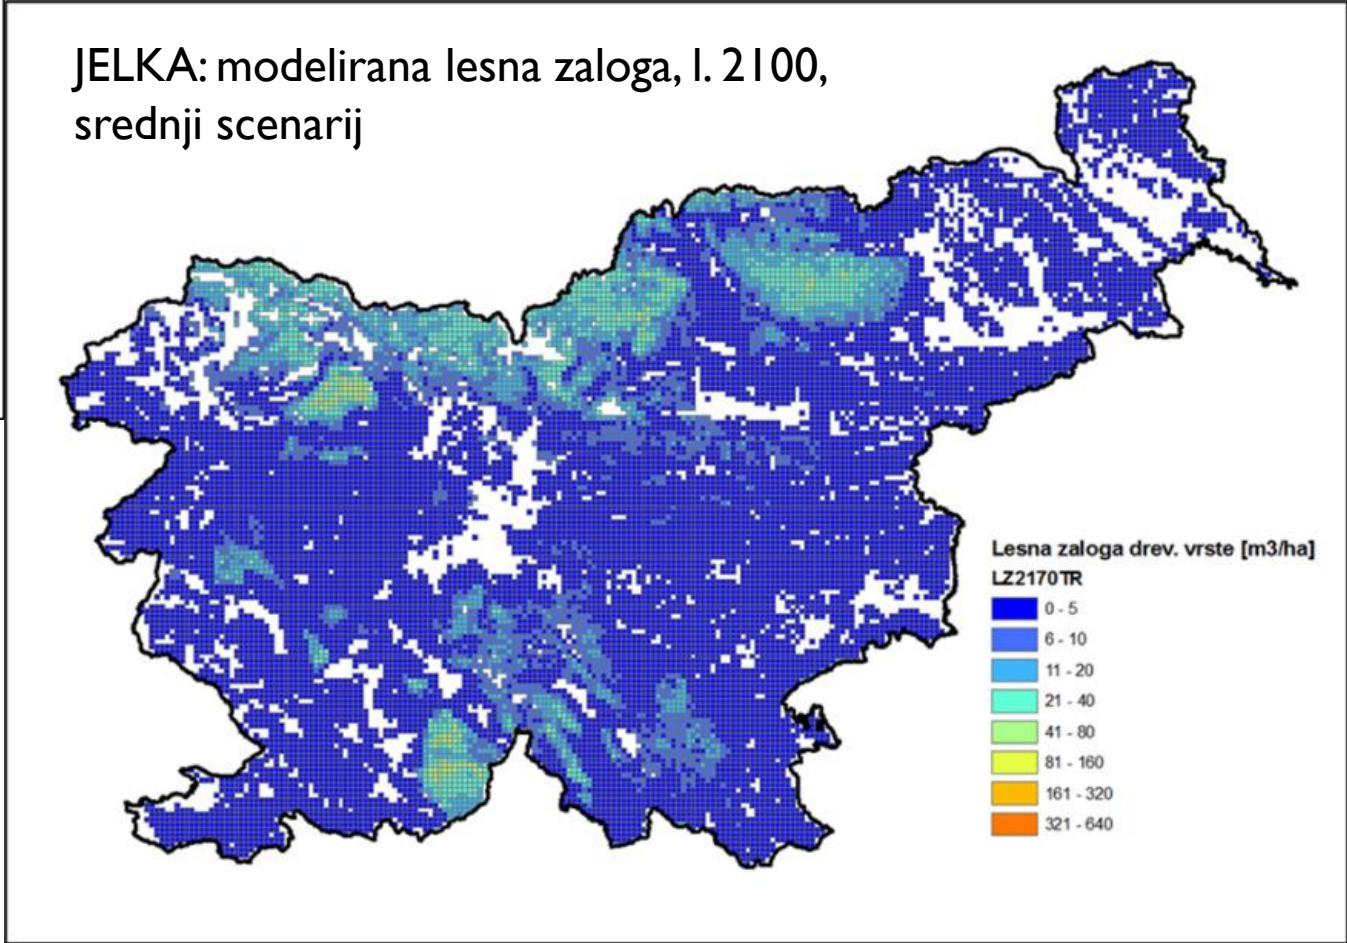 JELKA: modelirana lesna zaloga, l. 2100,
srednji scenarij
Lesna zaloga drev. vrste [m3/ha]
LZ2170TR
0 - 5
6 - 10
11 - 20
21 - 40
41 - 80
81 - 160
161 - 320
321 - 640